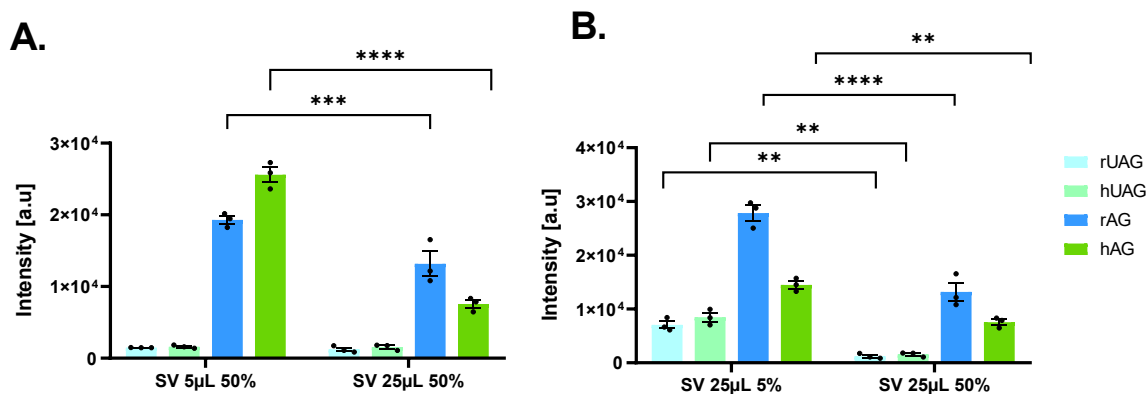 A.
****
***
3×10⁴
2×10⁴
1×10⁴
0
Intensity [a.u]
SV 5µL 50%
SV 25µL 50%
B.
**
****
**
**
4×10⁴
3×10⁴
2×10⁴
1×10⁴
0
Intensity [a.u]
SV 25µL 5%
SV 25µL 50%
rUAG
hUAG
rAG
hAG